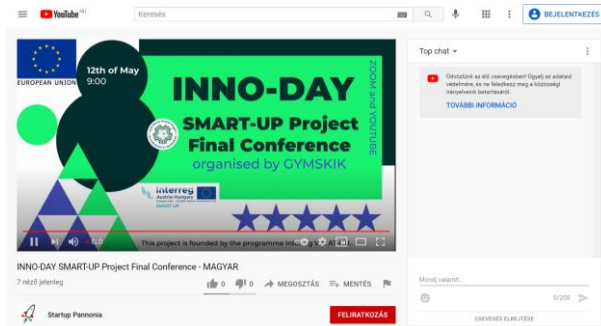 YouTube HU
Keresés
BEJELENTKEZÉS
EUROPEAN UNION
12th of May
9:00
INNO-DAY
SMART-UP Project
Final Conference
organised by GYMSKIK
ZOOM and YOUTUBE
Interreg
Austria-Hungary
SMART-UP
This project is founded by the programme
INNO-DAY SMART-UP Project Final Conference - MAGYAR
7 néző jelenleg
0
0
MEGOSZTÁS
MENTÉS
Startup Pannonia
FELIRATKOZÁS
Top chat
Üdvözlünk az élő csevegésben! Ügyelj az adataid
védelmére, és ne feledkezz meg a közösségi
irányelveink betartásáról.
TOVÁBBI INFORMÁCIÓ
Mondj valamit...
0/200
CSEVEGÉS ELREJTÉSE